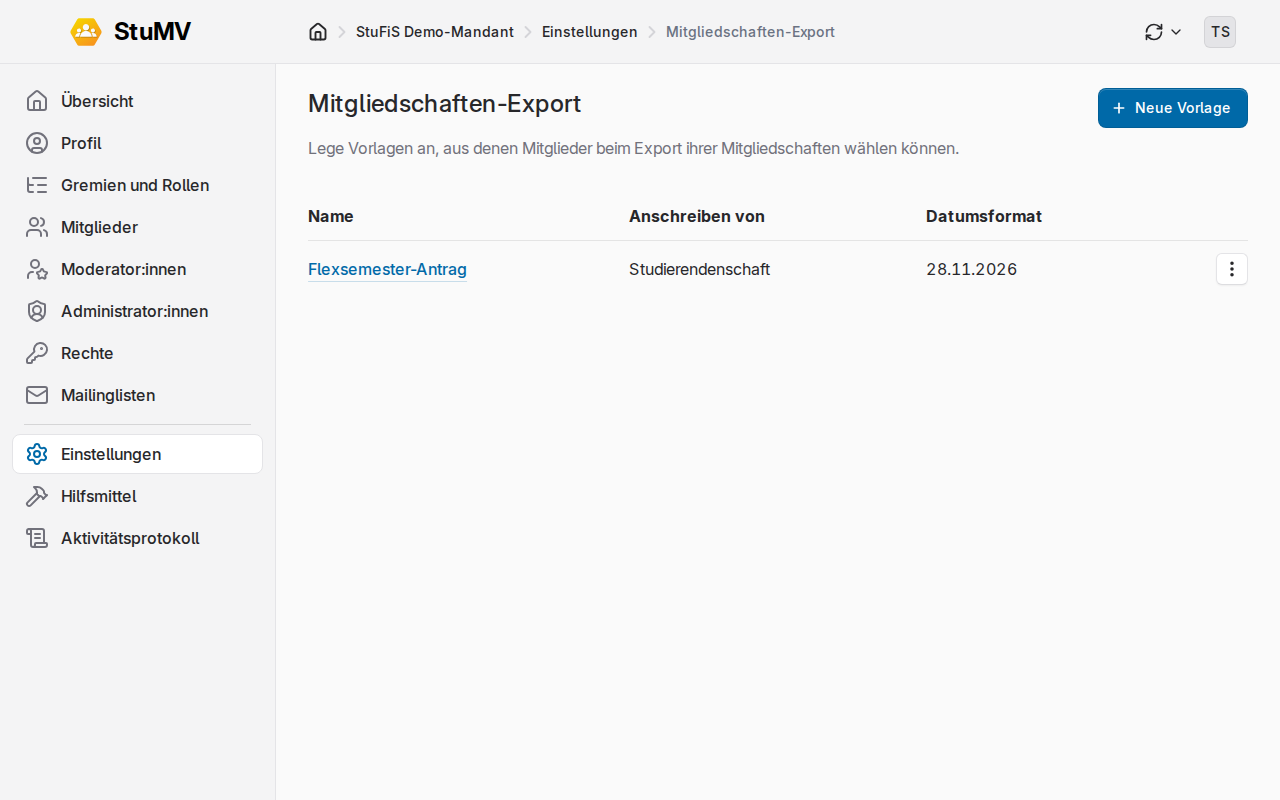 StuMV
StuFiS Demo-Mandant
Einstellungen
Mitgliedschaften-Export
TS
Übersicht
Profil
Gremien und Rollen
Mitglieder
Moderator:innen
Administrator:innen
Rechte
Mailinglisten
Einstellungen
Hilfsmittel
Aktivitätsprotokoll
Mitgliedschaften-Export
Neue Vorlage
Lege Vorlagen an, aus denen Mitglieder beim Export ihrer Mitgliedschaften wählen können.
Name Anschreiben von Datumsformat
Flexsemester-Antrag Studierendenschaft 28.11.2026